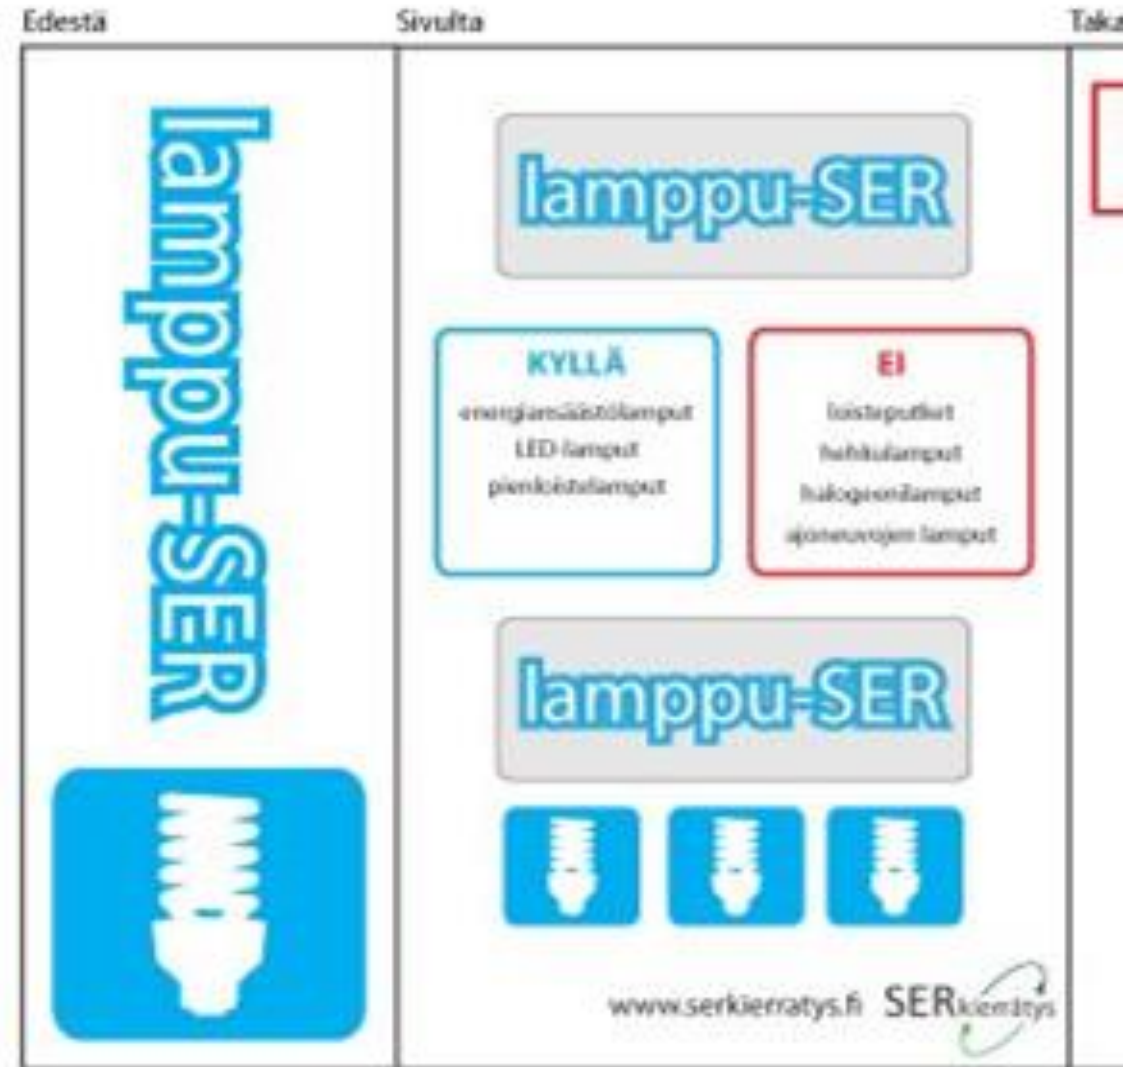 Edestä
Sivulta
Taka
lamppu-SER
lamppu-SER
KYLLÄ
energiansäästölamput
LED-lamput
pienloistelamput
EI
loisteputket
hehkulamput
halogeenilamput
ajoneuvojen lamput
lamppu-SER
www.serkierratys.fi
SERkierrätys